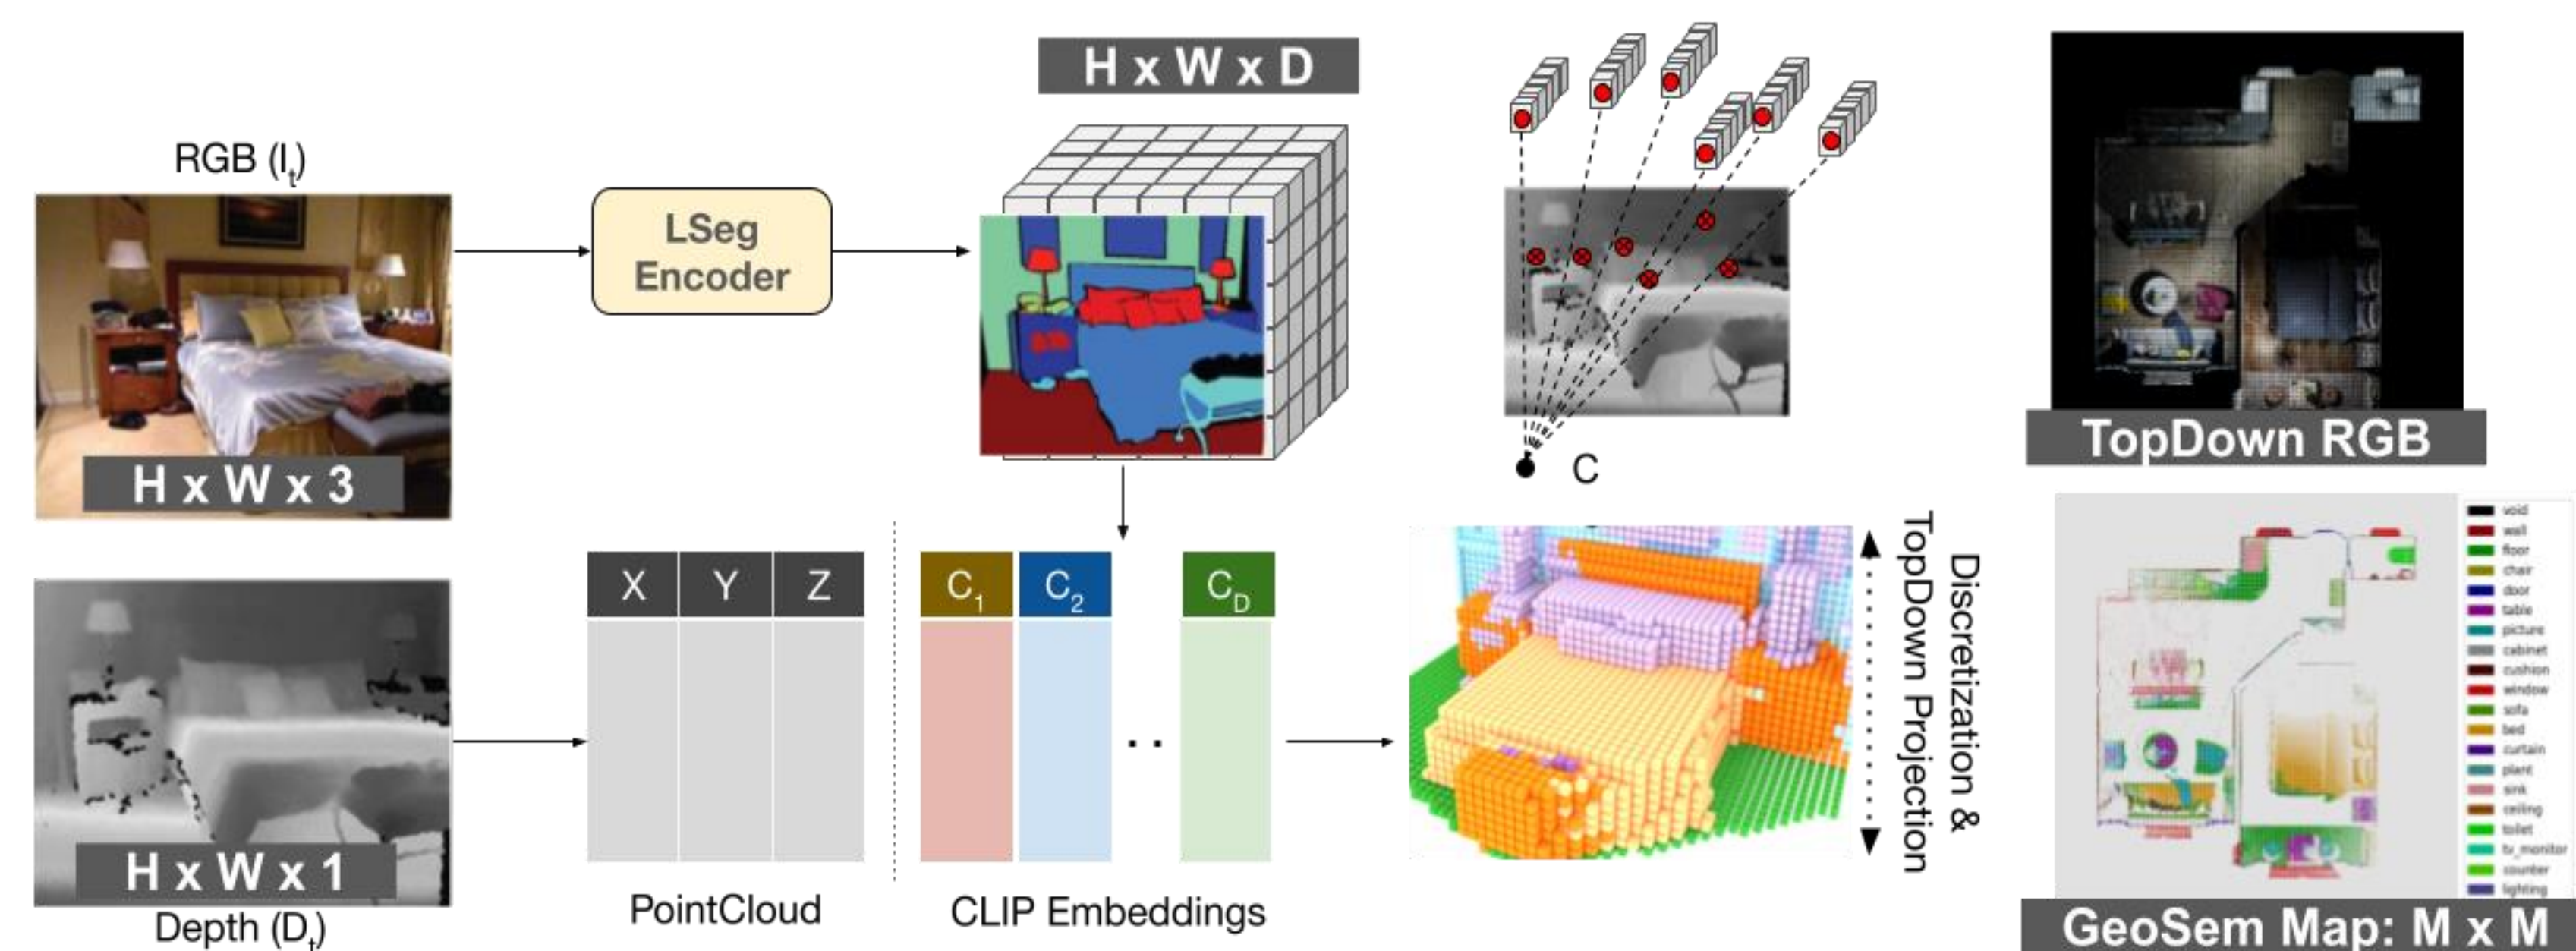 RGB (I_t)
H x W x 3
LSeg
Encoder
H x W x D
C
TopDown RGB
H x W x 1
Depth (D_t)
X Y Z
PointCloud
C_1 C_2 .. C_D
CLIP Embeddings
Discretization &
TopDown Projection
void
wall
floor
chair
door
table
picture
cabinet
cushion
window
sofa
bed
curtain
plant
sink
ceiling
toilet
tv_monitor
counter
lighting
GeoSem Map: M x M